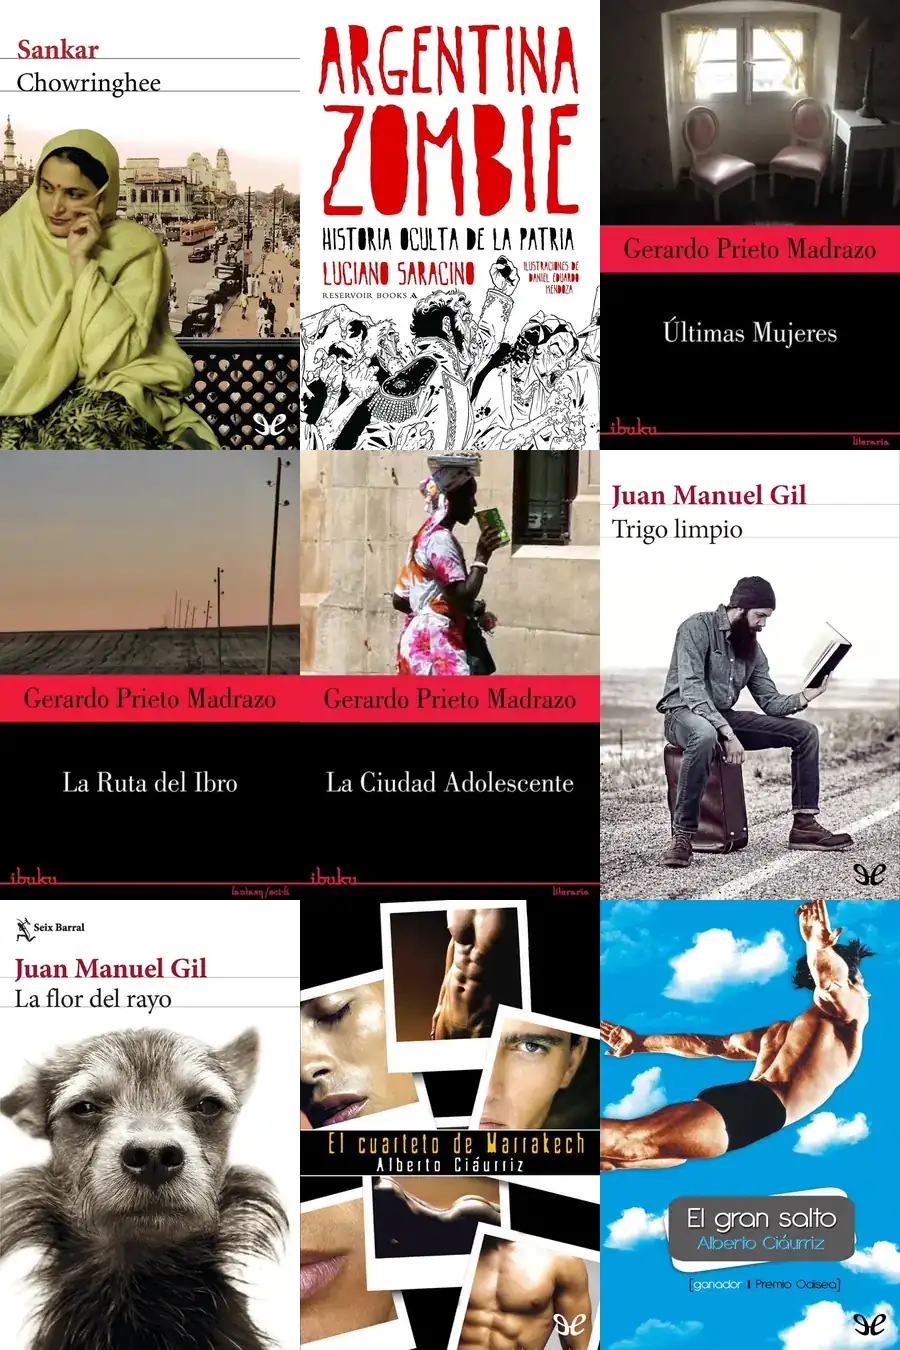 Sankar
Chowringhee
ARGENTINA
ZOMBIE
HISTORIA OCULTA DE LA PATRIA
LUCIANO SARACINO
ILUSTRACIONES DE
DANIEL EDUARDO
MENDOZA
RESERVOIR BOOKS
Gerardo Prieto Madrazo
Últimas Mujeres
ibuku
literaria
Gerardo Prieto Madrazo
La Ruta del Ibro
ibuku
fantasy/sci-fi
Gerardo Prieto Madrazo
La Ciudad Adolescente
ibuku
literaria
Juan Manuel Gil
Trigo limpio
Seix Barral
Juan Manuel Gil
La flor del rayo
El cuarteto de Marrakech
Alberto Ciáurriz
El gran salto
Alberto Ciáurriz
[ganador I Premio Odisea]